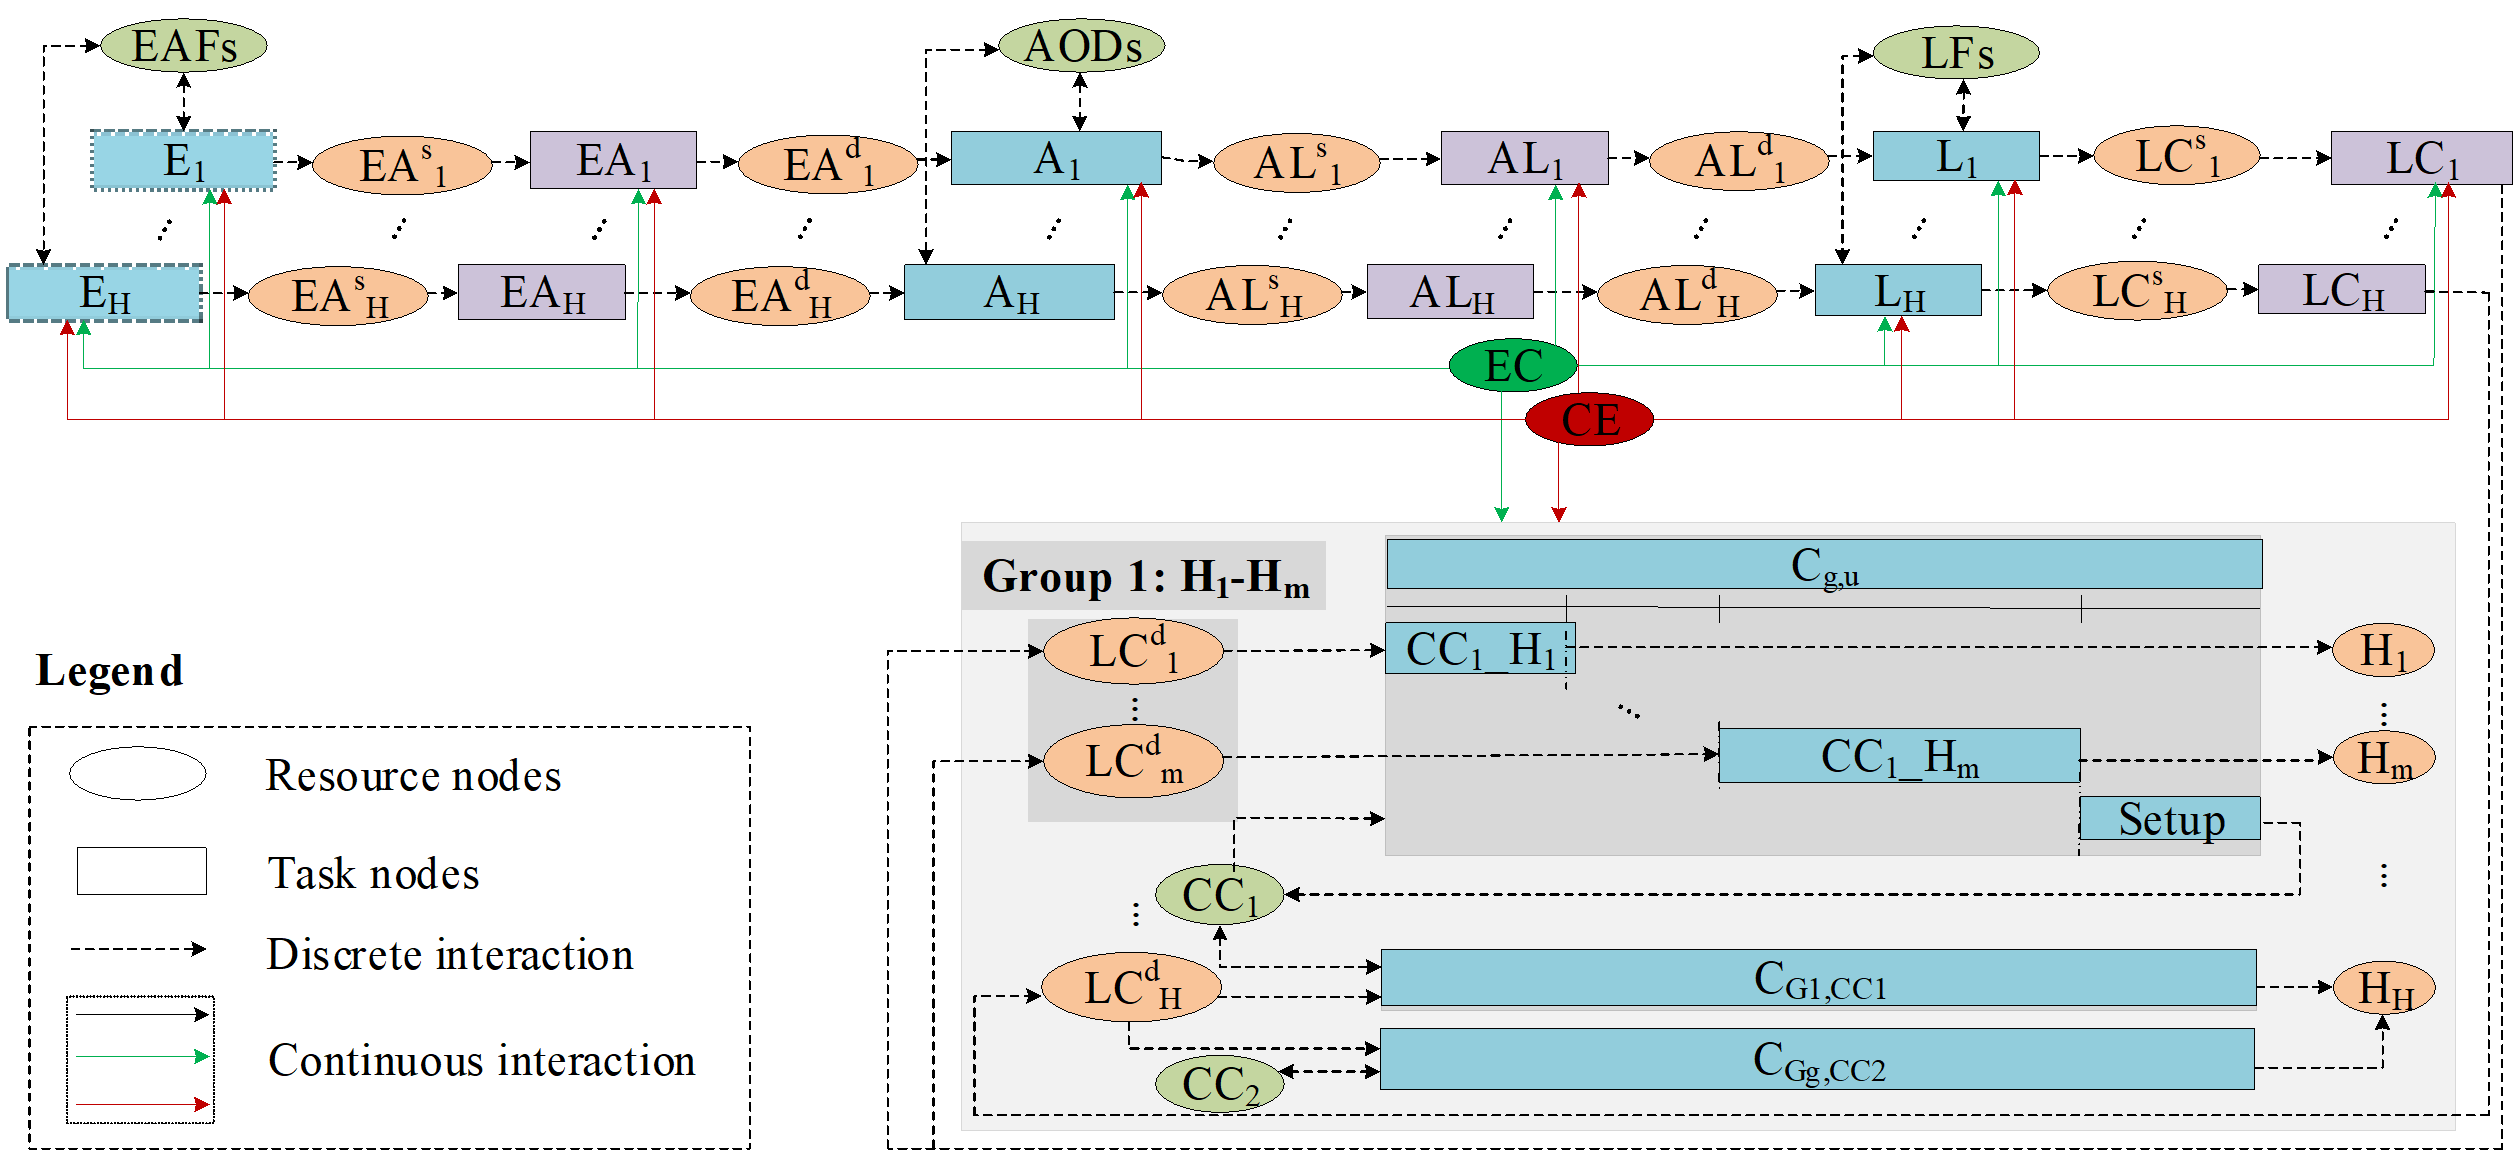 EAFs
AODs
LFs
E1
EAs1
EA1
EAd1
A1
ALs1
AL1
ALd1
L1
LCs1
LC1
EH
EAsH
EAH
EAdH
AH
ALsH
ALH
ALdH
LH
LCsH
LCH
EC
CE
Group 1: H1-Hm
Cg,u
LCd1
CC1_H1
H1
LCdm
CC1_Hm
Hm
Setup
CC1
LCdH
CG1,CC1
HH
CC2
CGg,CC2
Legend
Resource nodes
Task nodes
Discrete interaction
Continuous interaction